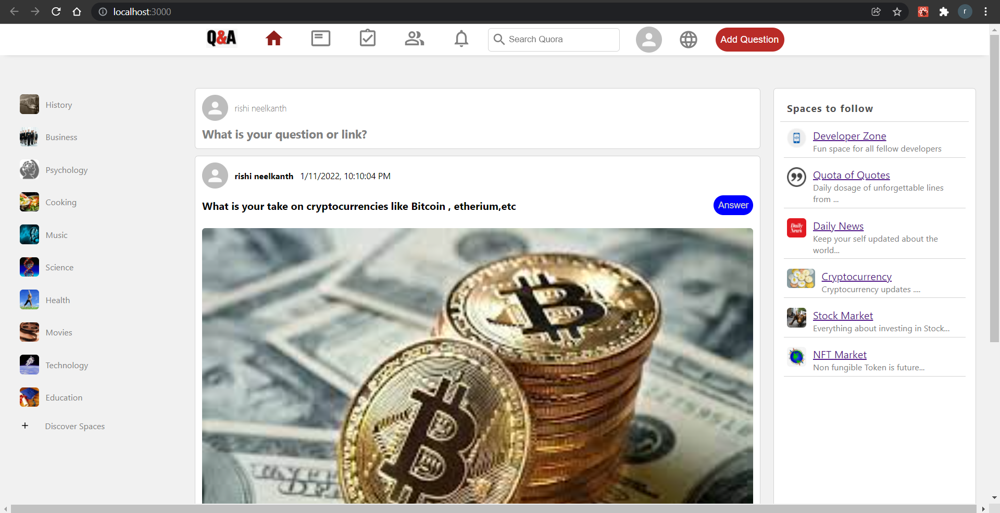 localhost:3000
r
Q&A
Search Quora
Add Question
History
Business
Psychology
Cooking
Music
Science
Health
Movies
Technology
Education
+ Discover Spaces
rishi neelkanth
What is your question or link?
rishi neelkanth 1/11/2022, 10:10:04 PM
What is your take on cryptocurrencies like Bitcoin , etherium,etc
Answer
Spaces to follow
Developer Zone
Fun space for all fellow developers
Quota of Quotes
Daily dosage of unforgettable lines
from ...
Daily
News
Daily News
Keep your self updated about the
world...
Cryptocurrency
Cryptocurrency updates ....
Stock Market
Everything about investing in Stock...
NFT Market
Non fungible Token is future...